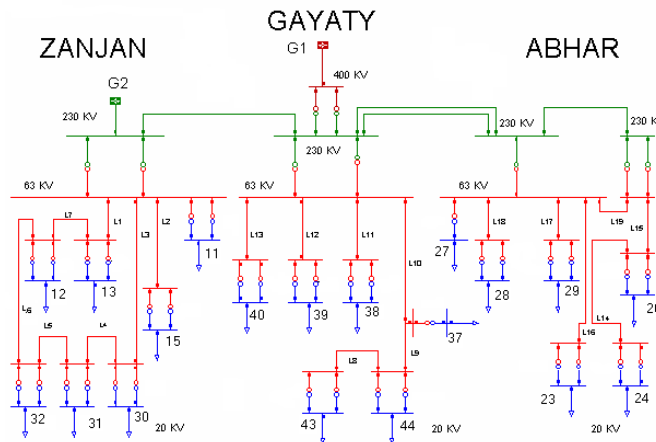 GAYATY
ZANJAN
ABHAR
G1
400 KV
G2
230 KV
230 KV
230 KV
230 K
63 KV
63 KV
63 KV
L7
L1
L2
L3
L13
L12
L11
L10
L18
L17
L19
L15
11
27
12
13
28
29
40
39
38
15
37
L5
L4
L14
L16
L9
L8
32
31
30
43
44
23
24
20 KV
20 KV
20 KV